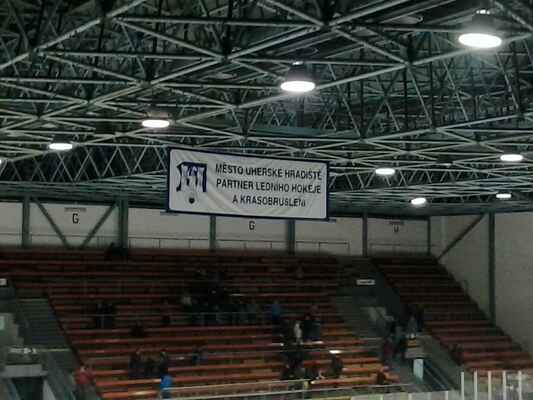 MĚSTO UHERSKÉ HRADIŠTĚ
PARTNER LEDNÍHO HOKEJE
A KRASOBRUSLENÍ
G
G